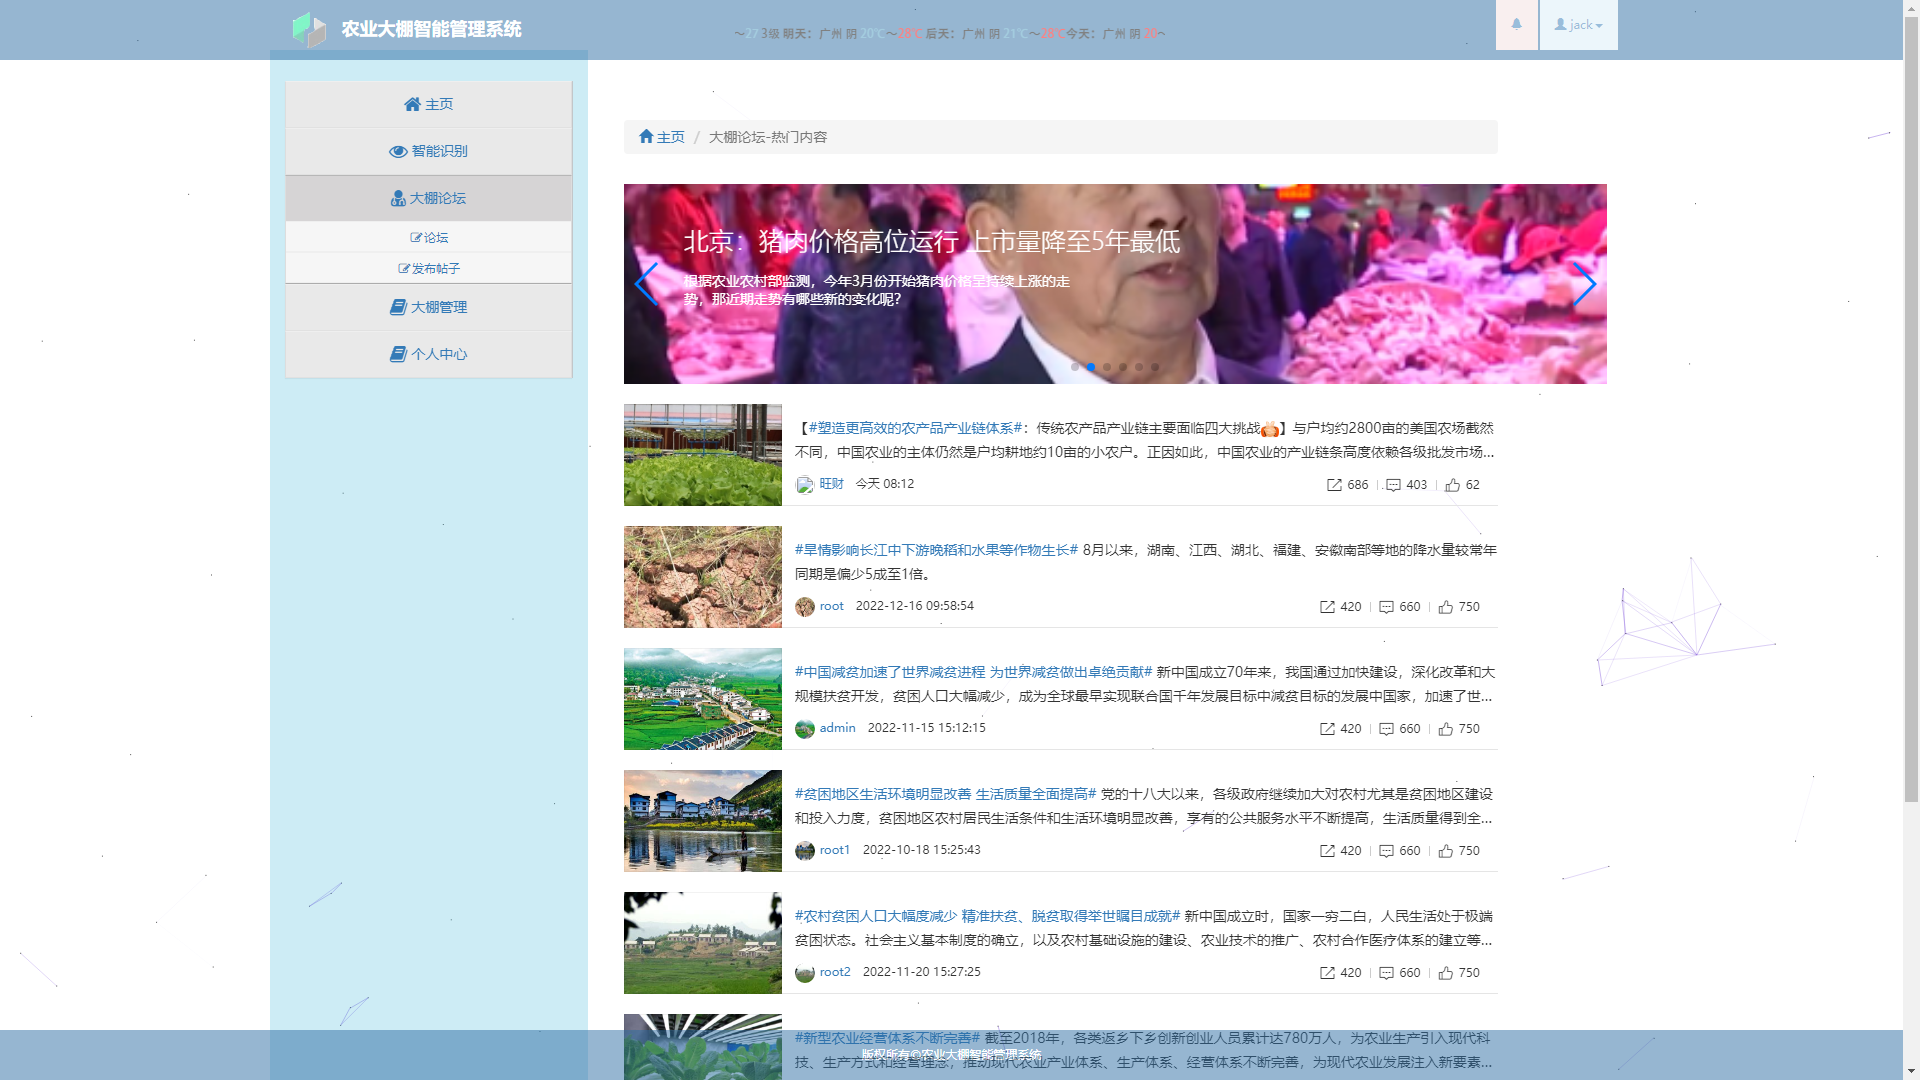 农业大棚智能管理系统
～27 3级 明天：广州 阴 20℃～28℃ 后天：广州 阴 21℃～28℃ 今天：广州 阴 20
jack
主页
智能识别
大棚论坛
论坛
发布帖子
大棚管理
个人中心
主页 / 大棚论坛-热门内容
北京：猪肉价格高位运行 上市量降至5年最低
根据农业农村部监测，今年3月份开始猪肉价格呈持续上涨的走
势，那近期走势有哪些新的变化呢？
【#塑造更高效的农产品产业链体系#：传统农产品产业链主要面临四大挑战】与户均约2800亩的美国农场截然
不同，中国农业的主体仍然是户均耕地约10亩的小农户。正因如此，中国农业的产业链条高度依赖各级批发市场...
旺财 今天 08:12 686 403 62
#旱情影响长江中下游晚稻和水果等作物生长# 8月以来，湖南、江西、湖北、福建、安徽南部等地的降水量较常年
同期是偏少5成至1倍。
root 2022-12-16 09:58:54 420 660 750
#中国减贫加速了世界减贫进程 为世界减贫做出卓绝贡献# 新中国成立70年来，我国通过加快建设，深化改革和大
规模扶贫开发，贫困人口大幅减少，成为全球最早实现联合国千年发展目标中减贫目标的发展中国家，加速了世...
admin 2022-11-15 15:12:15 420 660 750
#贫困地区生活环境明显改善 生活质量全面提高# 党的十八大以来，各级政府继续加大对农村尤其是贫困地区建设
和投入力度，贫困地区农村居民生活条件和生活环境明显改善，享有的公共服务水平不断提高，生活质量得到全...
root1 2022-10-18 15:25:43 420 660 750
#农村贫困人口大幅度减少 精准扶贫、脱贫取得举世瞩目成就# 新中国成立时，国家一穷二白，人民生活处于极端
贫困状态。社会主义基本制度的确立，以及农村基础设施的建设、农业技术的推广、农村合作医疗体系的建立等...
root2 2022-11-20 15:27:25 420 660 750
#新型农业经营体系不断完善# 截至2018年，各类返乡下乡创新创业人员累计达780万人，为农业生产引入现代科
技、生产方式和经营理念，推动现代农业产业体系、生产体系、经营体系不断完善，为现代农业发展注入新要素...
版权所有©农业大棚智能管理系统